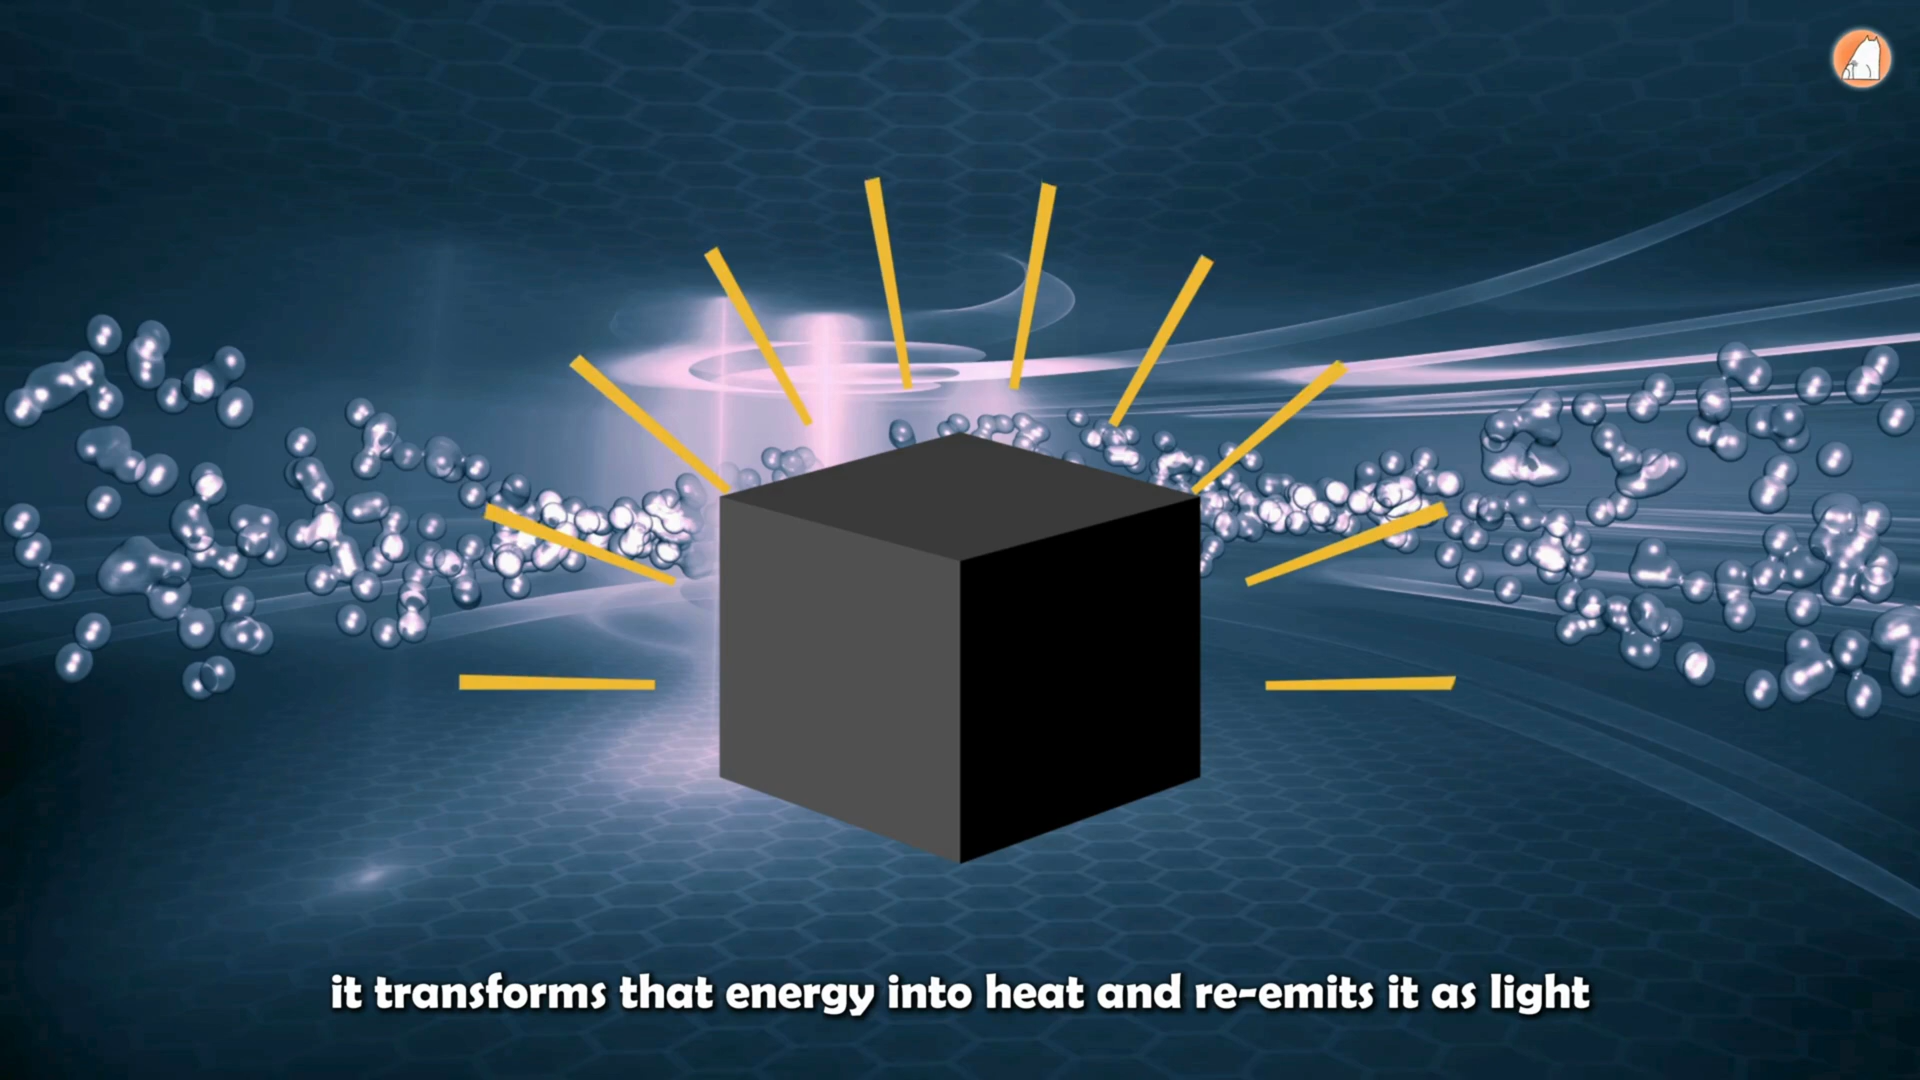 it transforms that energy into heat and re-emits it as light